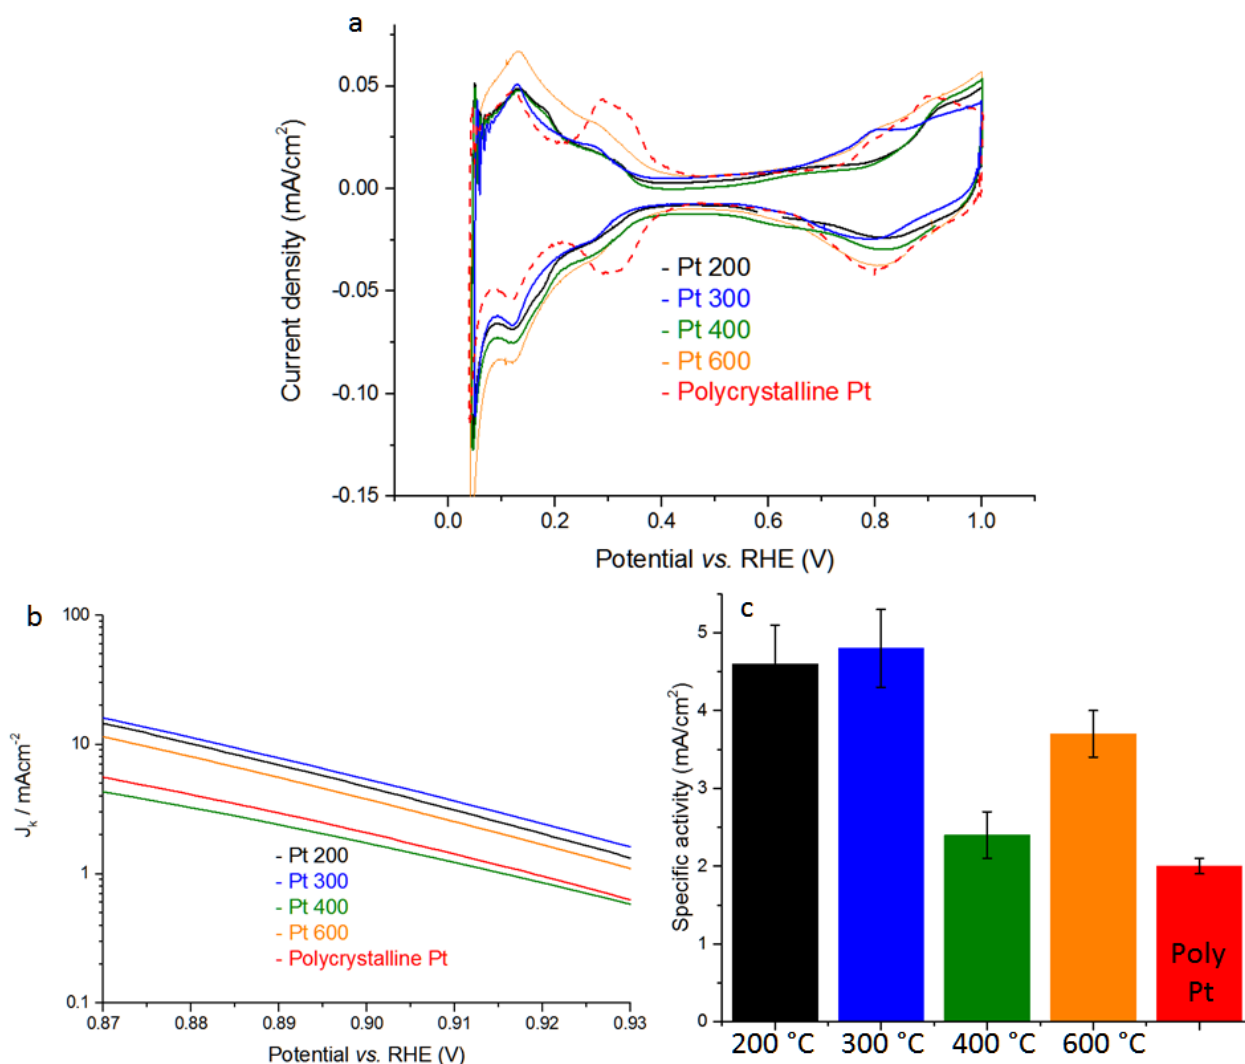 a
Current density (mA/cm²)
0.05
0.00
-0.05
-0.10
-0.15
- Pt 200
- Pt 300
- Pt 400
- Pt 600
- Polycrystalline Pt
0.0 0.2 0.4 0.6 0.8 1.0
Potential vs. RHE (V)
b
Jₖ / mAcm⁻²
100
10
1
0.1
- Pt 200
- Pt 300
- Pt 400
- Pt 600
- Polycrystalline Pt
0.87 0.88 0.89 0.90 0.91 0.92 0.93
Potential vs. RHE (V)
c
Specific activity (mA/cm²)
5
4
3
2
1
0
Poly
Pt
200 °C 300 °C 400 °C 600 °C